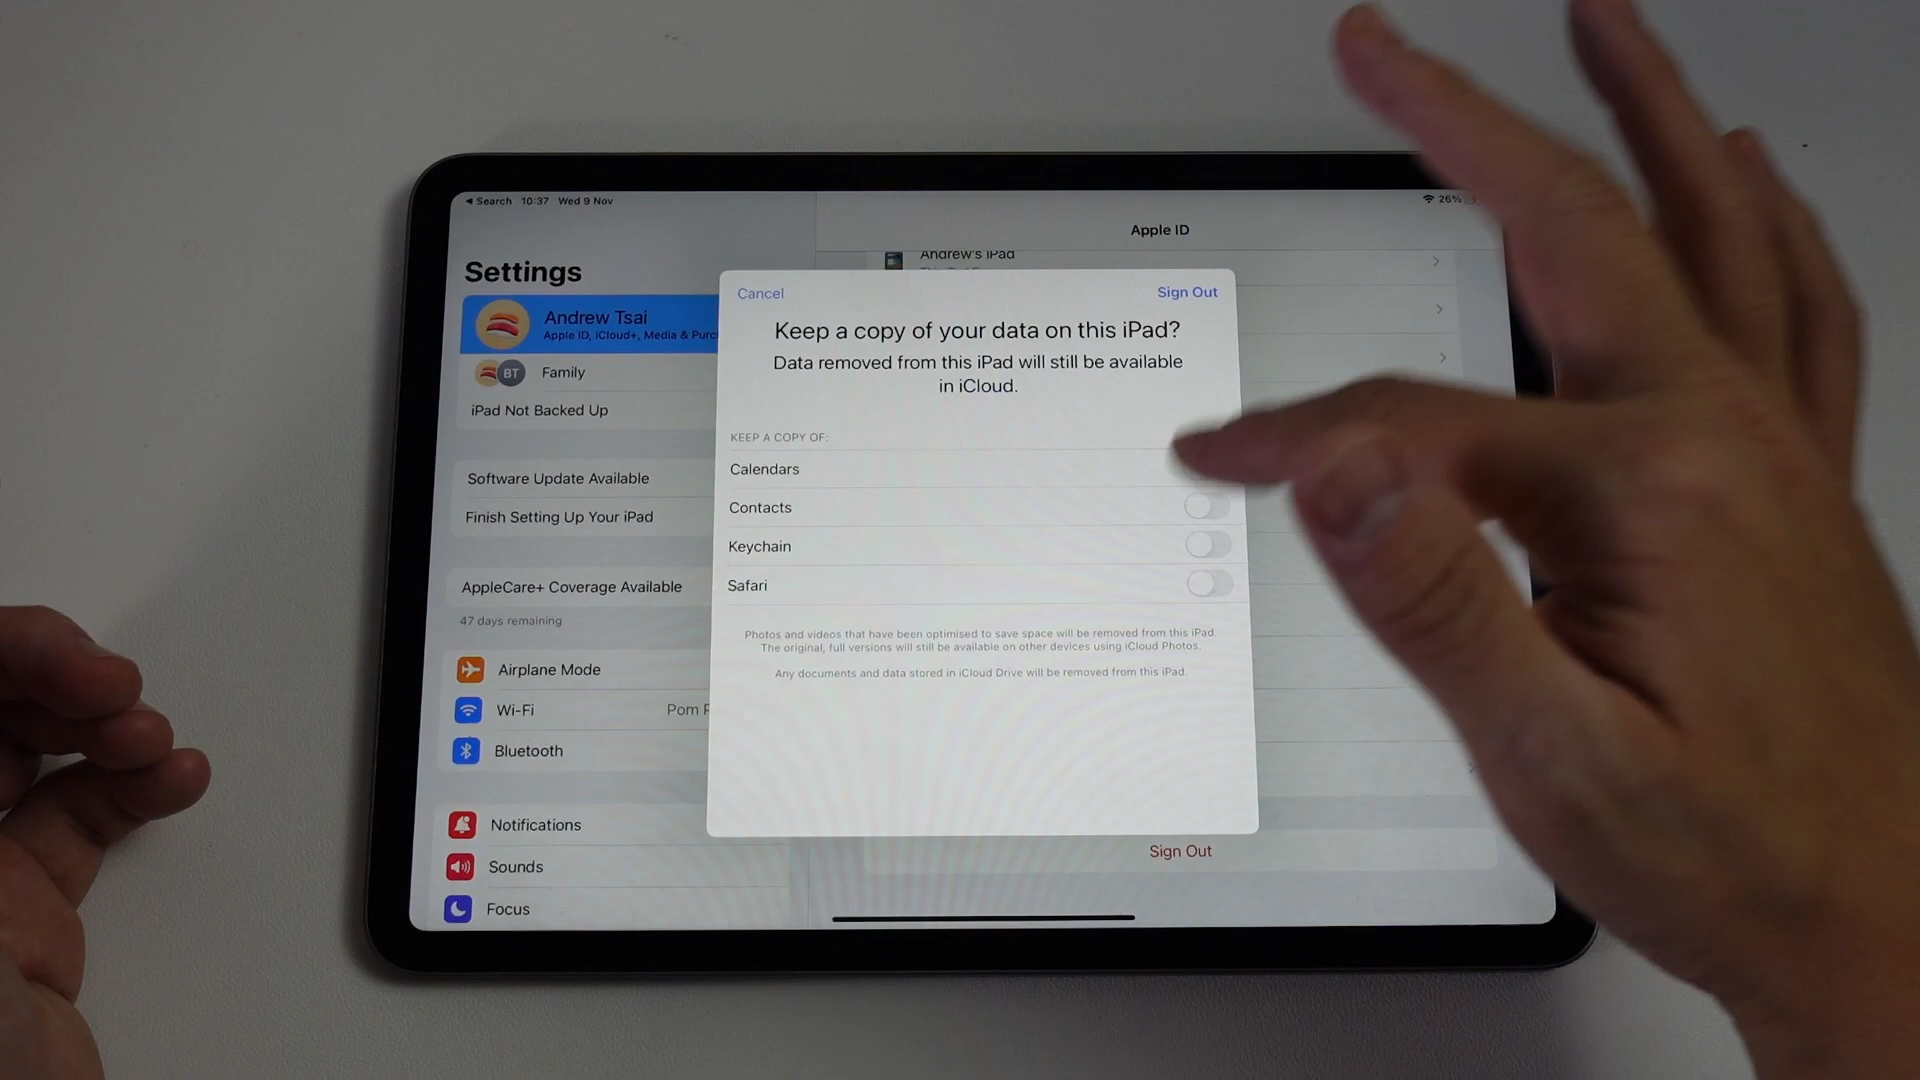 ◀ Search 10:37 Wed 9 Nov
26%
Settings
Andrew Tsai
Apple ID, iCloud+, Media & Purc
BT
Family
iPad Not Backed Up
Software Update Available
Finish Setting Up Your iPad
AppleCare+ Coverage Available
47 days remaining
Airplane Mode
Wi-Fi
Pom
Bluetooth
Notifications
Sounds
Focus
Apple ID
Andrew's iPad
Cancel
Sign Out
Keep a copy of your data on this iPad?
Data removed from this iPad will still be available
in iCloud.
KEEP A COPY OF:
Calendars
Contacts
Keychain
Safari
Photos and videos that have been optimised to save space will be removed from this iPad.
The original, full versions will still be available on other devices using iCloud Photos.
Any documents and data stored in iCloud Drive will be removed from this iPad.
Sign Out